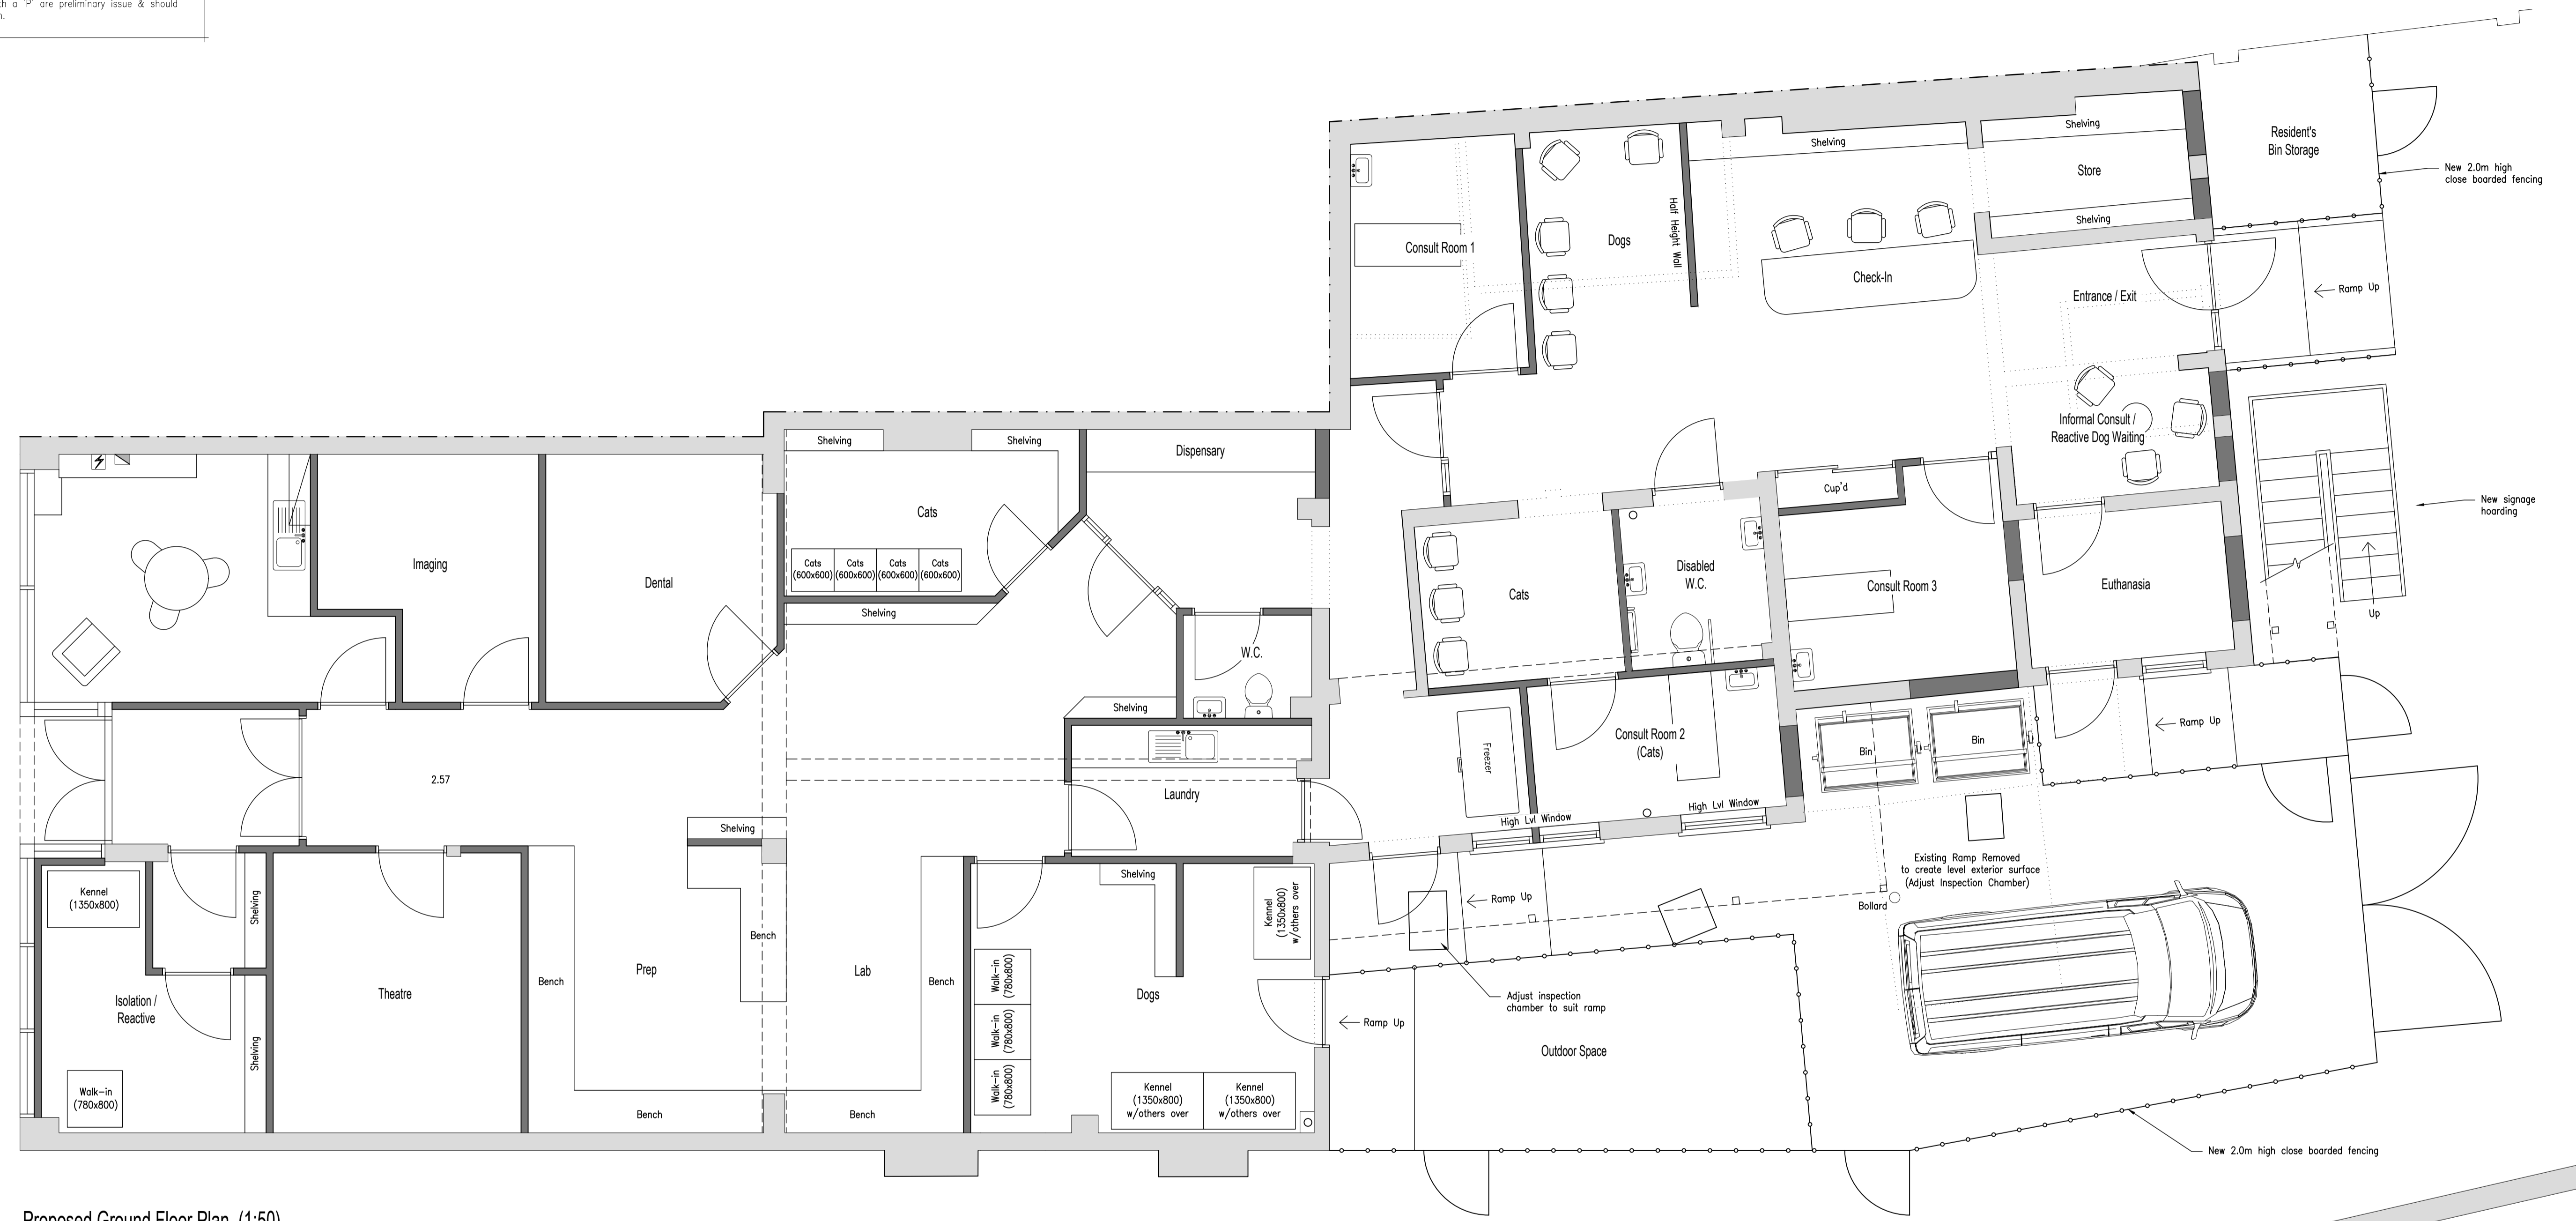 th a 'P' are preliminary issue & should
n.
Resident's
Bin Storage
New 2.0m high
close boarded fencing
Shelving
Store
Shelving
Shelving
Consult Room 1
Dogs
Half Height Wall
Check-In
Entrance / Exit
Ramp Up
Informal Consult /
Reactive Dog Waiting
New signage
hoarding
Up
Shelving
Shelving
Dispensary
Cats
Cats
(600x600)
Cats
(600x600)
Cats
(600x600)
Cats
(600x600)
Shelving
Imaging
Dental
W.C.
Shelving
2.57
Laundry
Shelving
Cup'd
Cats
Disabled
W.C.
Consult Room 3
Euthanasia
Consult Room 2
(Cats)
Freezer
High Lvl Window
High Lvl Window
Bin
Bin
Ramp Up
Existing Ramp Removed
to create level exterior surface
(Adjust Inspection Chamber)
Bollard
Ramp Up
Kennel
(1350x800)
Shelving
Isolation /
Reactive
Shelving
Walk-in
(780x800)
Theatre
Bench
Prep
Bench
Lab
Bench
Bench
Bench
Shelving
Kennel
(1350x800)
w/others over
Walk-in
(780x800)
Walk-in
(780x800)
Walk-in
(780x800)
Dogs
Kennel
(1350x800)
w/others over
Kennel
(1350x800)
w/others over
Ramp Up
Adjust inspection
chamber to suit ramp
Outdoor Space
New 2.0m high close boarded fencing
Proposed Ground Floor Plan (1:50)